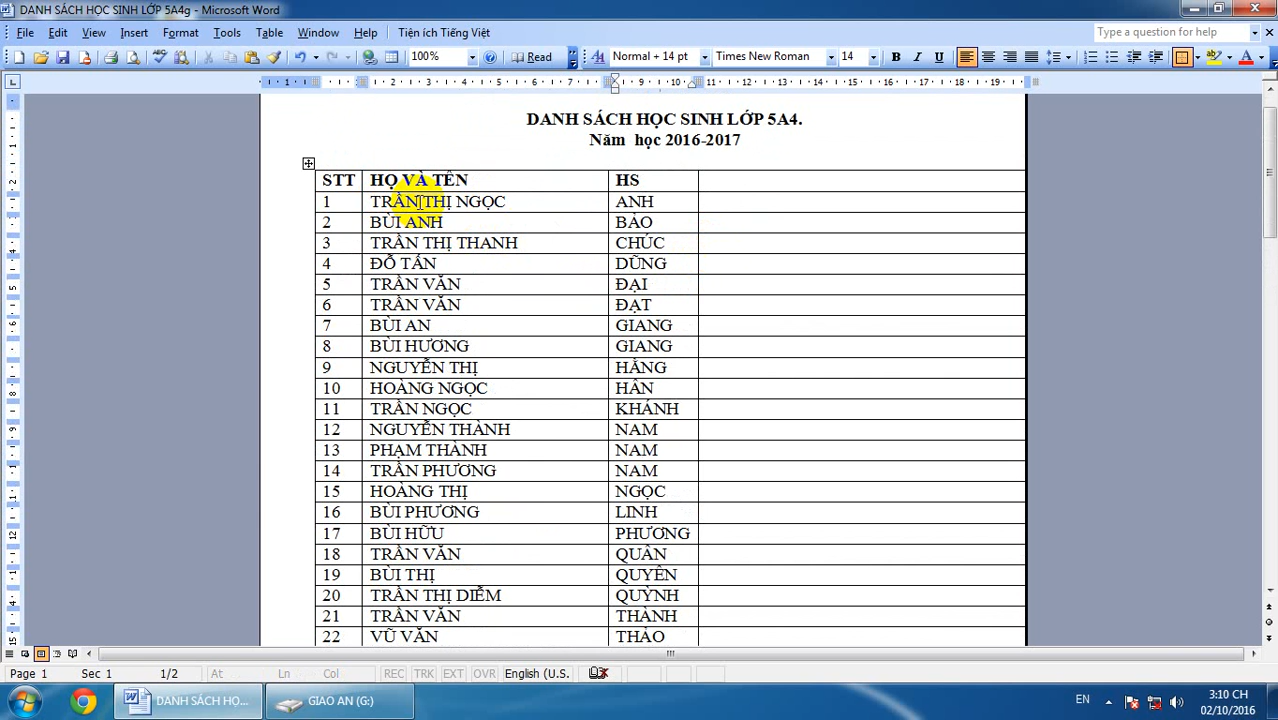 DANH SÁCH HỌC SINH LỚP 5A4g - Microsoft Word
File Edit View Insert Format Tools Table Window Help Tiện ích Tiếng Việt Type a question for help
100% Read Normal + 14 pt Times New Roman 14 B I U
DANH SÁCH HỌC SINH LỚP 5A4.
Năm học 2016-2017
STT HỌ VÀ TÊN HS
1 TRẦN THỊ NGỌC ANH
2 BÙI ANH BẢO
3 TRẦN THỊ THANH CHÚC
4 ĐỖ TẤN DŨNG
5 TRẦN VĂN ĐẠI
6 TRẦN VĂN ĐẠT
7 BÙI AN GIANG
8 BÙI HƯƠNG GIANG
9 NGUYỄN THỊ HẰNG
10 HOÀNG NGỌC HÂN
11 TRẦN NGỌC KHÁNH
12 NGUYỄN THÀNH NAM
13 PHẠM THÀNH NAM
14 TRẦN PHƯƠNG NAM
15 HOÀNG THỊ NGỌC
16 BÙI PHƯƠNG LINH
17 BÙI HỮU PHƯƠNG
18 TRẦN VĂN QUÂN
19 BÙI THỊ QUYÊN
20 TRẦN THỊ DIỄM QUỲNH
21 TRẦN VĂN THÀNH
22 VŨ VĂN THẢO
Page 1 Sec 1 1/2 At Ln Col REC TRK EXT OVR English (U.S.
DANH SÁCH HỌ... GIAO AN (G:) EN 3:10 CH
02/10/2016